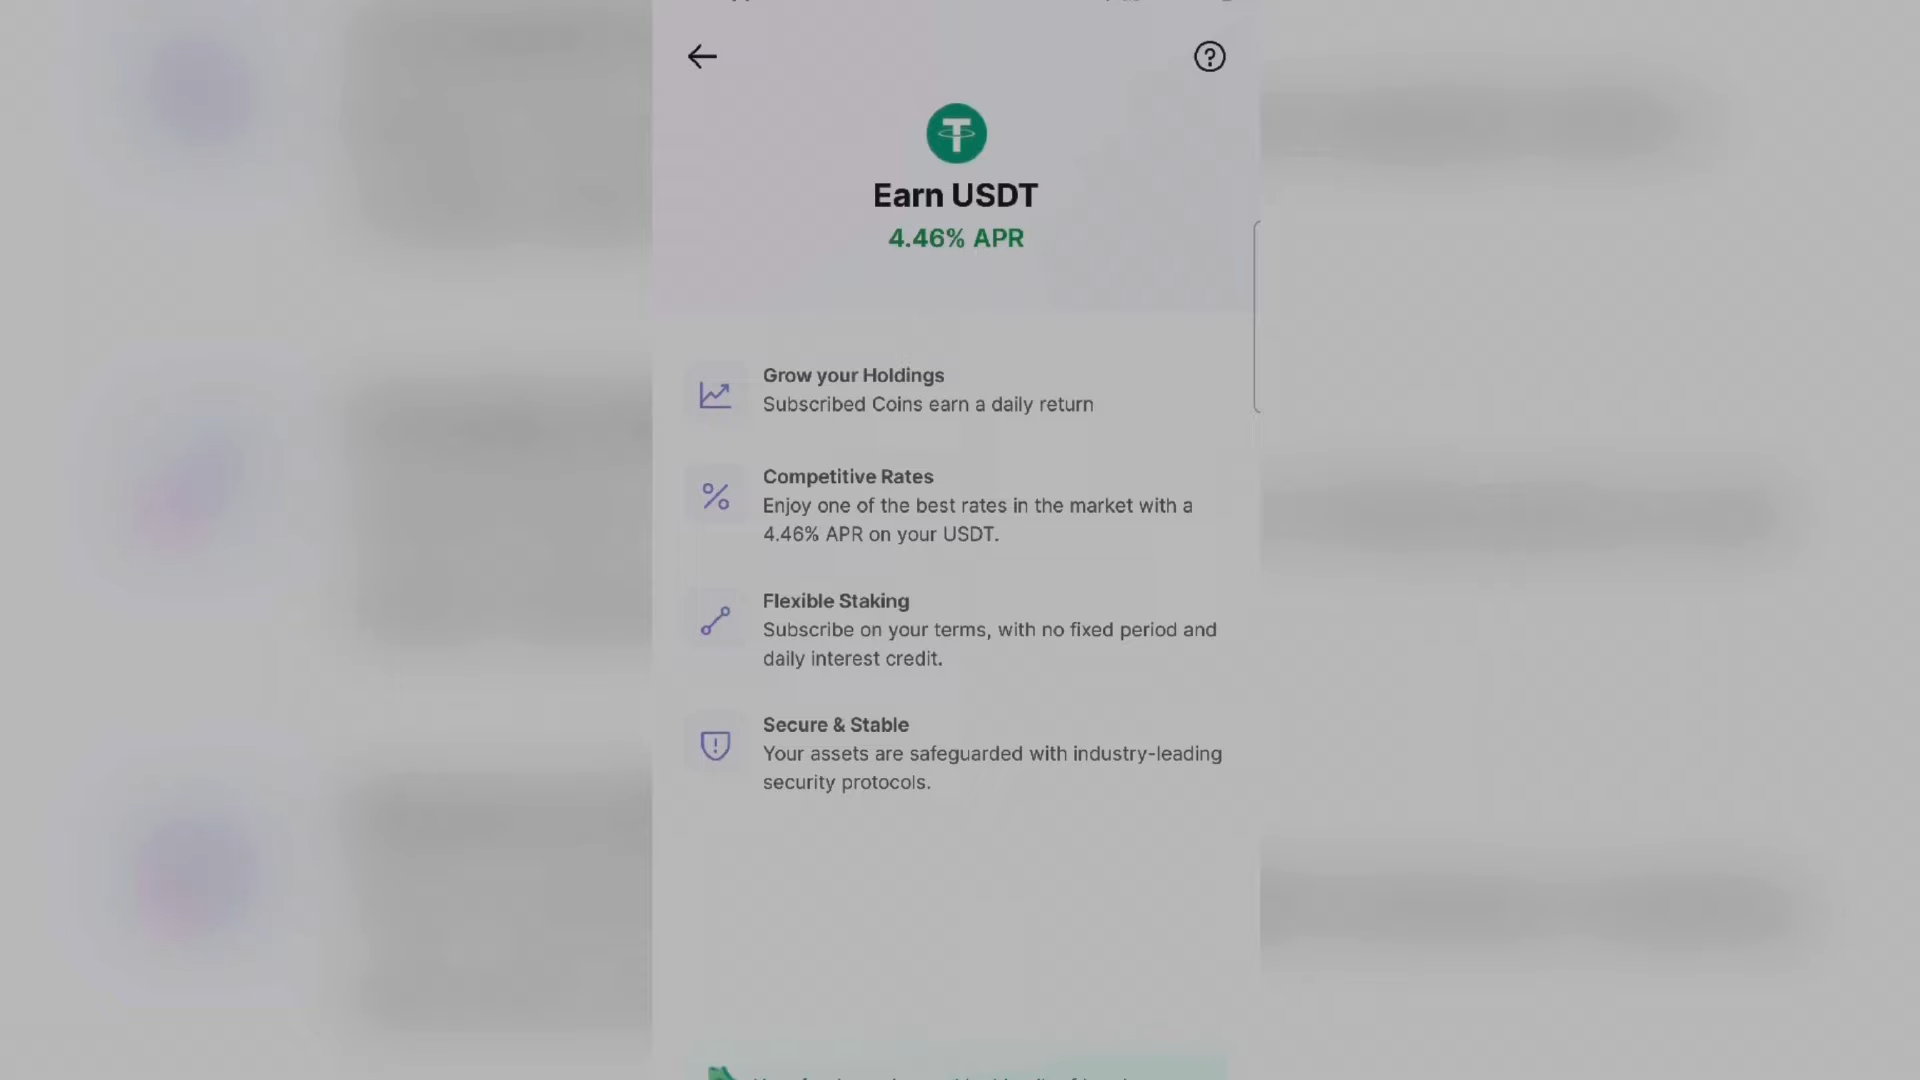 Earn USDT
4.46% APR
Grow your Holdings
Subscribed Coins earn a daily return
Competitive Rates
Enjoy one of the best rates in the market with a
4.46% APR on your USDT.
Flexible Staking
Subscribe on your terms, with no fixed period and
daily interest credit.
Secure & Stable
Your assets are safeguarded with industry-leading
security protocols.